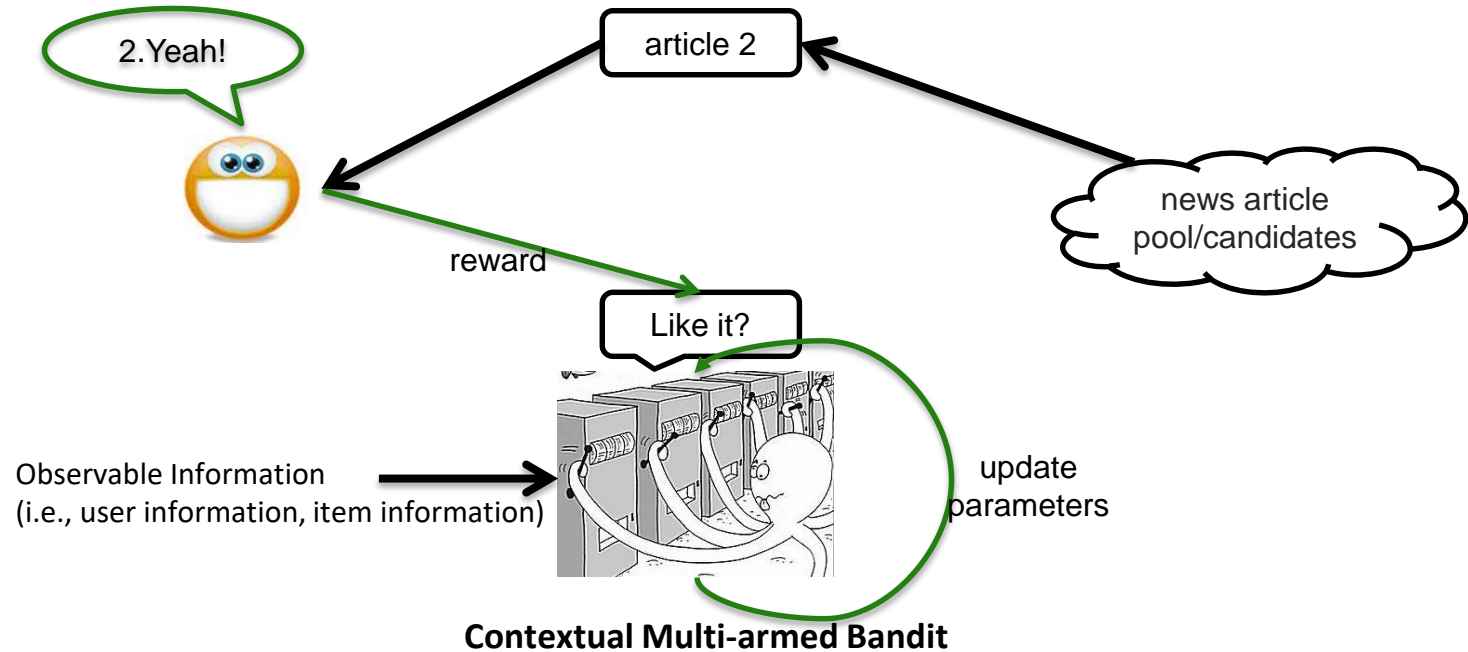 2.Yeah!
article 2
news article
pool/candidates
reward
Like it?
Observable Information
(i.e., user information, item information)
update
parameters
Contextual Multi-armed Bandit